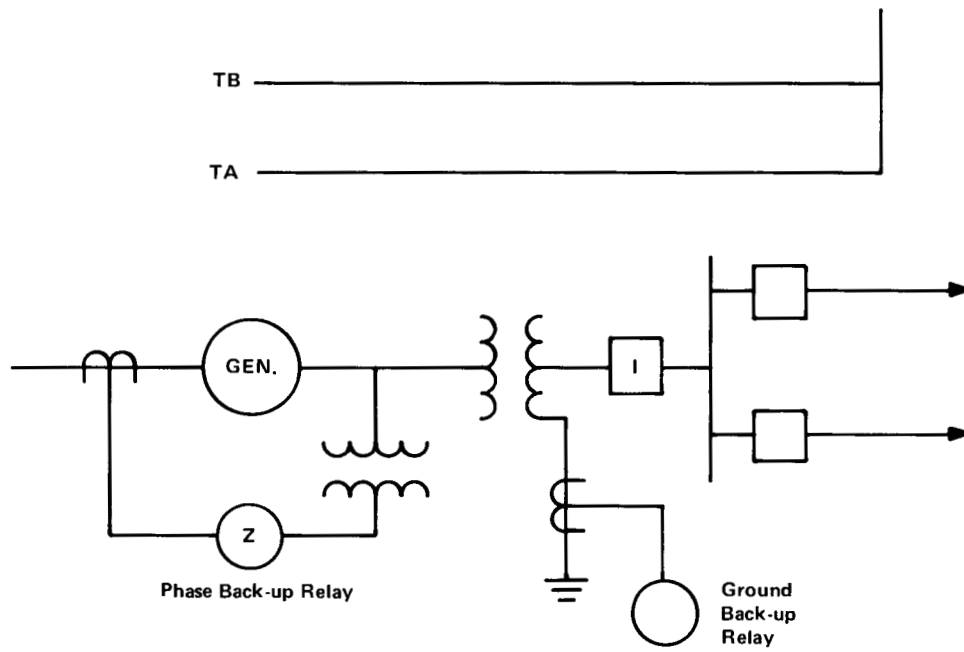 TB
TA
GEN.
I
Z
Phase Back-up Relay
Ground
Back-up
Relay